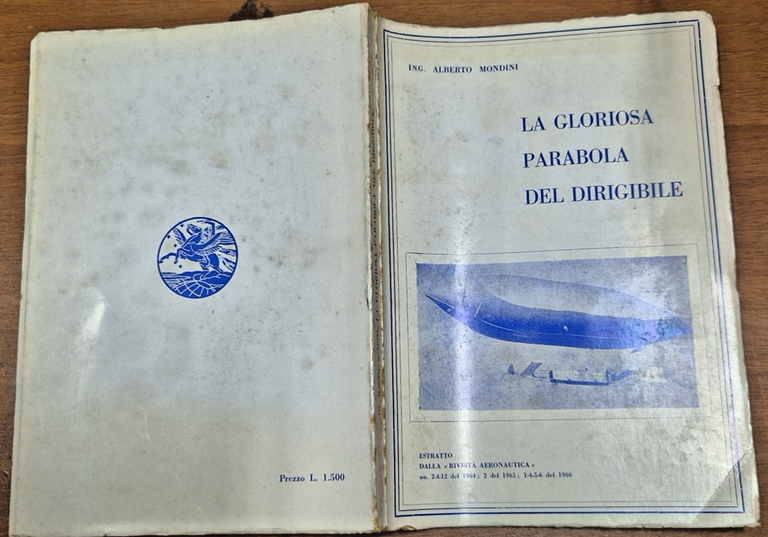 ING. ALBERTO MONDINI
LA GLORIOSA
PARABOLA
DEL DIRIGIBILE
ESTRATTO
DALLA « RIVISTA AERONAUTICA »
nn. 2-4-12 del 1964 ; 2 del 1965 ; 1-4-5-6 del 1966
Prezzo L. 1.500